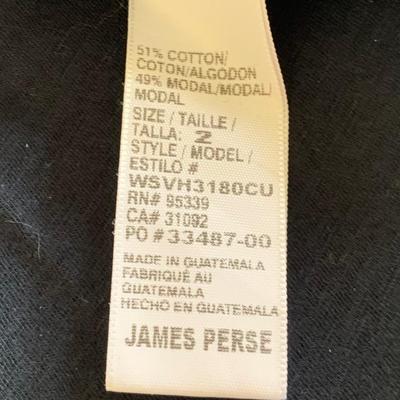 51% COTTON/
COTON/ALGODON
49% MODAL/MODAL/
MODAL
SIZE / TAILLE /
TALLA: 2
STYLE / MODEL /
ESTILO #
WSVH3180CU
RN# 95339
CA# 31092
PO # 33487-00
MADE IN GUATEMALA
FABRIQUÉ AU
GUATEMALA
HECHO EN GUATEMALA
JAMES PERSE